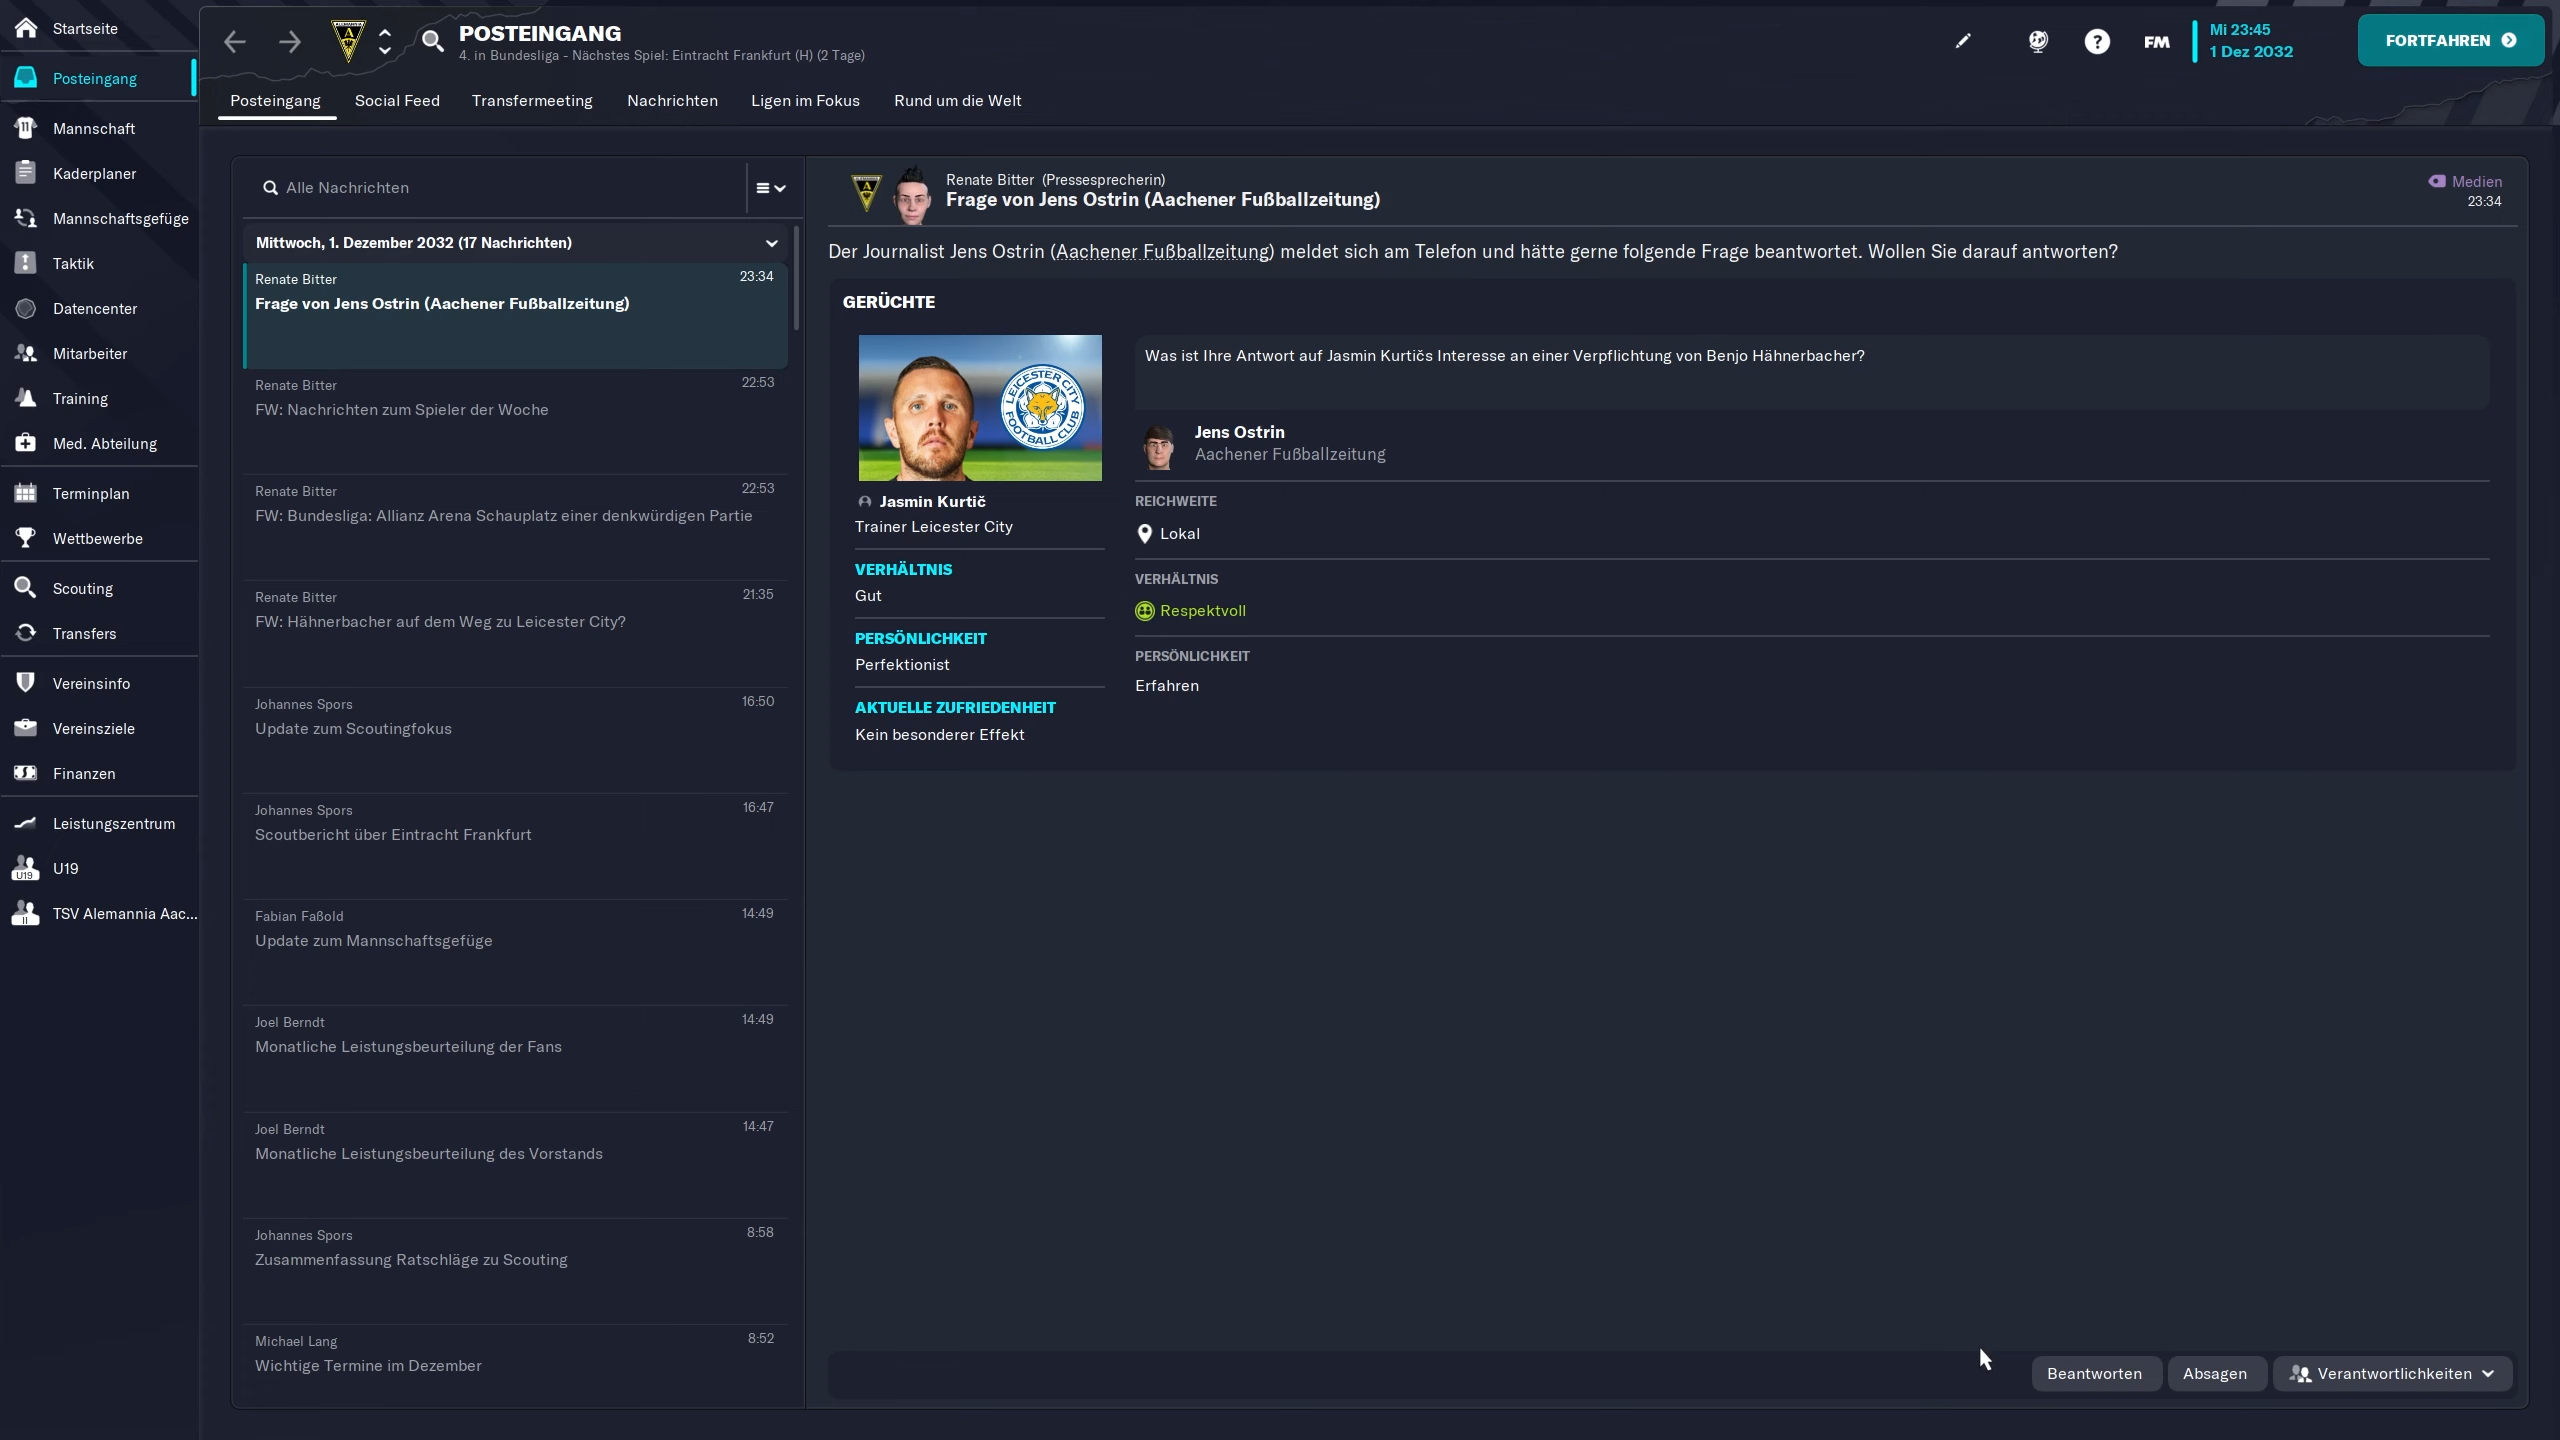 Startseite
Posteingang
Mannschaft
Kaderplaner
Mannschaftsgefüge
Taktik
Datencenter
Mitarbeiter
Training
Med. Abteilung
Terminplan
Wettbewerbe
Scouting
Transfers
Vereinsinfo
Vereinsziele
Finanzen
Leistungszentrum
U19
U19
II
TSV Alemannia Aac...
POSTEINGANG
4. in Bundesliga - Nächstes Spiel: Eintracht Frankfurt (H) (2 Tage)
FM
Mi 23:45
1 Dez 2032
FORTFAHREN
Posteingang
Social Feed
Transfermeeting
Nachrichten
Ligen im Fokus
Rund um die Welt
Alle Nachrichten
Mittwoch, 1. Dezember 2032 (17 Nachrichten)
Renate Bitter 23:34
Frage von Jens Ostrin (Aachener Fußballzeitung)
Renate Bitter 22:53
FW: Nachrichten zum Spieler der Woche
Renate Bitter 22:53
FW: Bundesliga: Allianz Arena Schauplatz einer denkwürdigen Partie
Renate Bitter 21:35
FW: Hähnerbacher auf dem Weg zu Leicester City?
Johannes Spors 16:50
Update zum Scoutingfokus
Johannes Spors 16:47
Scoutbericht über Eintracht Frankfurt
Fabian Faßold 14:49
Update zum Mannschaftsgefüge
Joel Berndt 14:49
Monatliche Leistungsbeurteilung der Fans
Joel Berndt 14:47
Monatliche Leistungsbeurteilung des Vorstands
Johannes Spors 8:58
Zusammenfassung Ratschläge zu Scouting
Michael Lang 8:52
Wichtige Termine im Dezember
Renate Bitter (Pressesprecherin)
Frage von Jens Ostrin (Aachener Fußballzeitung)
Medien
23:34
Der Journalist Jens Ostrin (Aachener Fußballzeitung) meldet sich am Telefon und hätte gerne folgende Frage beantwortet. Wollen Sie darauf antworten?
GERÜCHTE
LEICESTER CITY
FOOTBALL CLUB
Jasmin Kurtič
Trainer Leicester City
VERHÄLTNIS
Gut
PERSÖNLICHKEIT
Perfektionist
AKTUELLE ZUFRIEDENHEIT
Kein besonderer Effekt
Was ist Ihre Antwort auf Jasmin Kurtičs Interesse an einer Verpflichtung von Benjo Hähnerbacher?
Jens Ostrin
Aachener Fußballzeitung
REICHWEITE
Lokal
VERHÄLTNIS
Respektvoll
PERSÖNLICHKEIT
Erfahren
Beantworten
Absagen
Verantwortlichkeiten